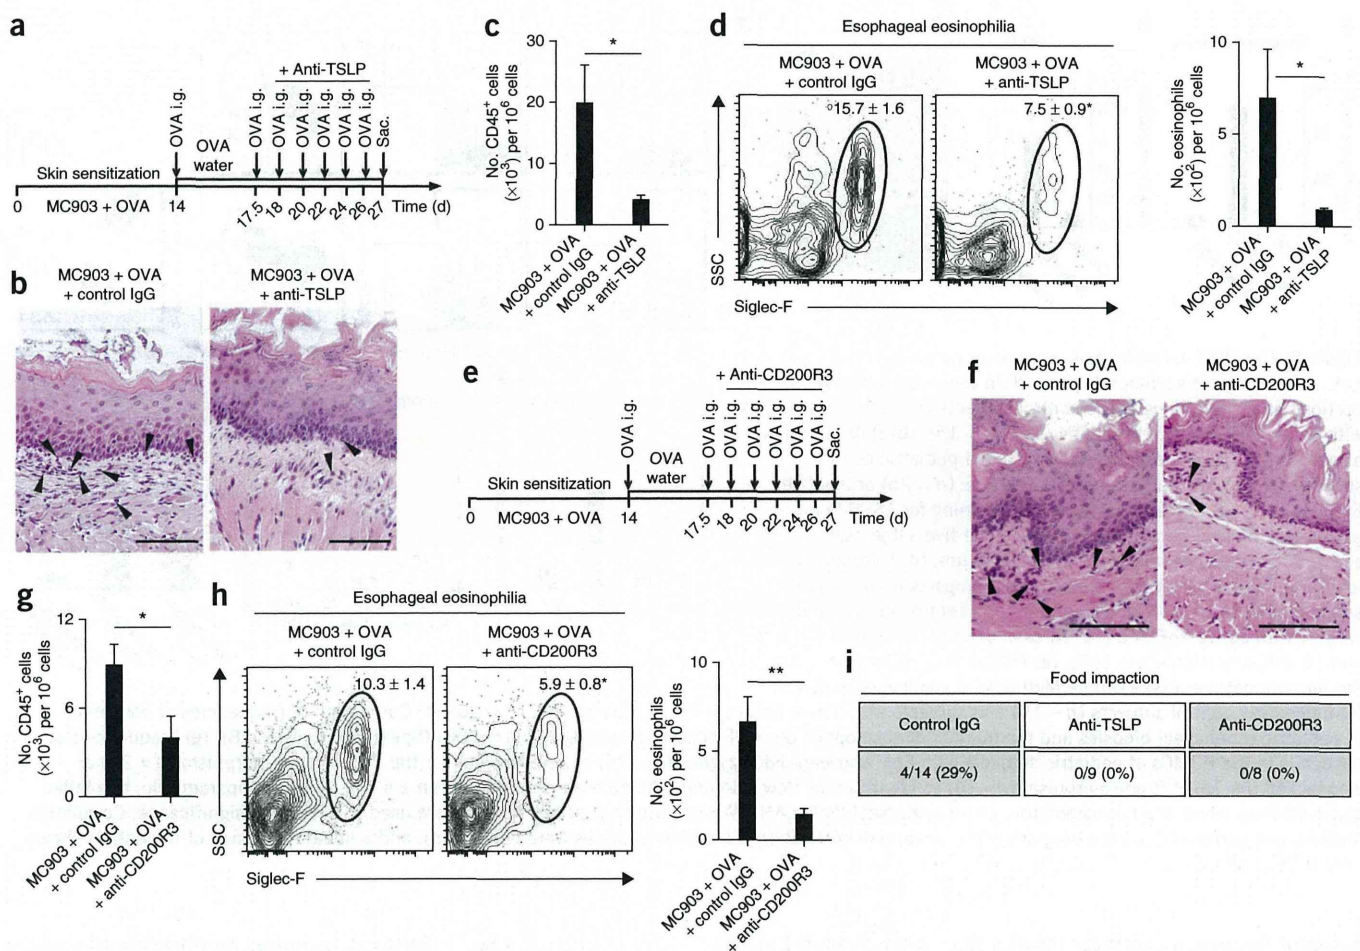 a
+ Anti-TSLP
OVA i.g.
OVA i.g.
OVA i.g.
OVA i.g.
OVA i.g.
OVA i.g.
OVA i.g.
Sac.
OVA
water
Skin sensitization
0
MC903 + OVA
14
17.5
18
20
22
24
26
27
Time (d)
b
MC903 + OVA
+ control IgG
MC903 + OVA
+ anti-TSLP
c
No. CD45+ cells
(×10³) per 10⁶ cells
30
20
10
0
*
MC903 + OVA
+ control IgG
MC903 + OVA
+ anti-TSLP
d
Esophageal eosinophilia
MC903 + OVA
+ control IgG
MC903 + OVA
+ anti-TSLP
15.7 ± 1.6
7.5 ± 0.9*
SSC
Siglec-F
No. eosinophils
(×10²) per 10⁶ cells
10
5
0
*
MC903 + OVA
+ control IgG
MC903 + OVA
+ anti-TSLP
e
+ Anti-CD200R3
OVA i.g.
OVA i.g.
OVA i.g.
OVA i.g.
OVA i.g.
OVA i.g.
OVA i.g.
Sac.
OVA
water
Skin sensitization
0
MC903 + OVA
14
17.5
18
20
22
24
26
27
Time (d)
f
MC903 + OVA
+ control IgG
MC903 + OVA
+ anti-CD200R3
g
No. CD45+ cells
(×10³) per 10⁶ cells
12
6
0
*
MC903 + OVA
+ control IgG
MC903 + OVA
+ anti-CD200R3
h
Esophageal eosinophilia
MC903 + OVA
+ control IgG
MC903 + OVA
+ anti-CD200R3
10.3 ± 1.4
5.9 ± 0.8*
SSC
Siglec-F
No. eosinophils
(×10²) per 10⁶ cells
10
5
0
**
MC903 + OVA
+ control IgG
MC903 + OVA
+ anti-CD200R3
i
Food impaction
Control IgG
Anti-TSLP
Anti-CD200R3
4/14 (29%)
0/9 (0%)
0/8 (0%)